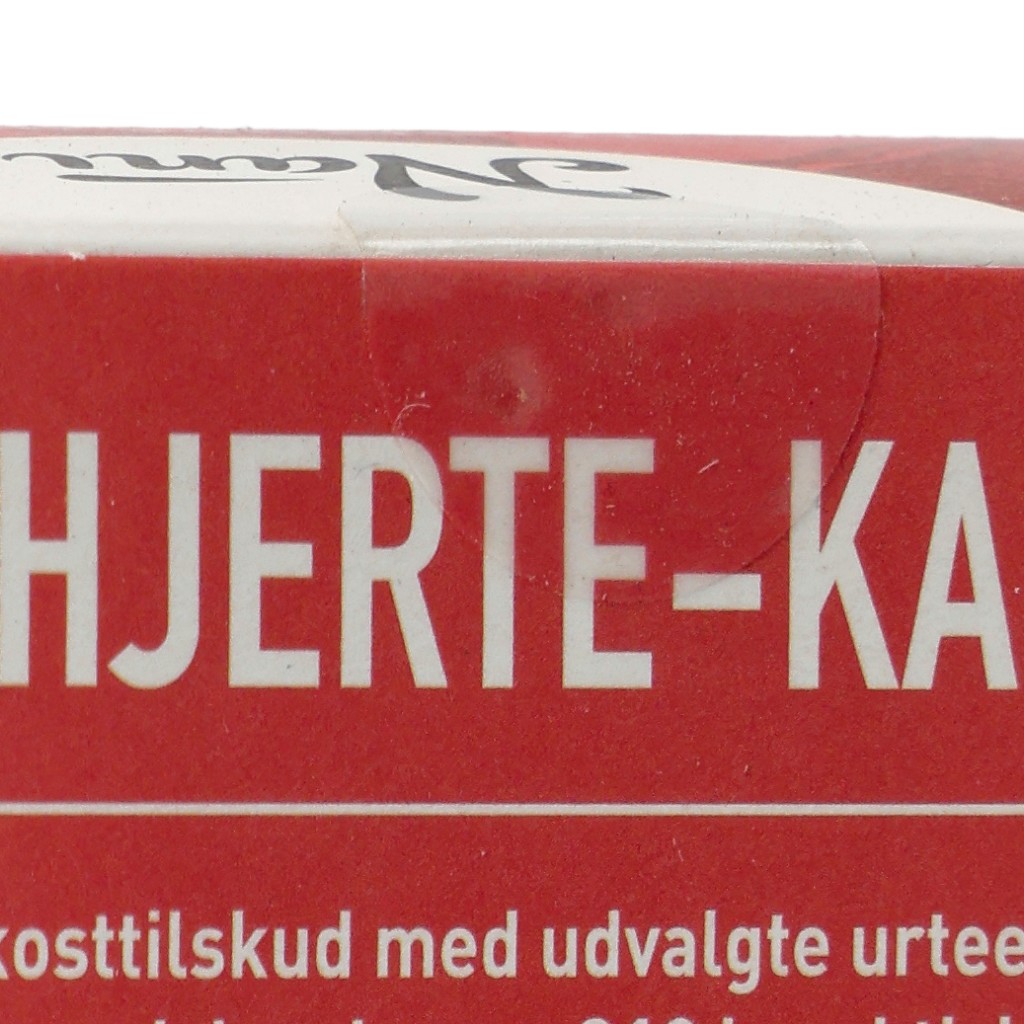 HJERTE-KA
kosttilskud med udvalgte urtee